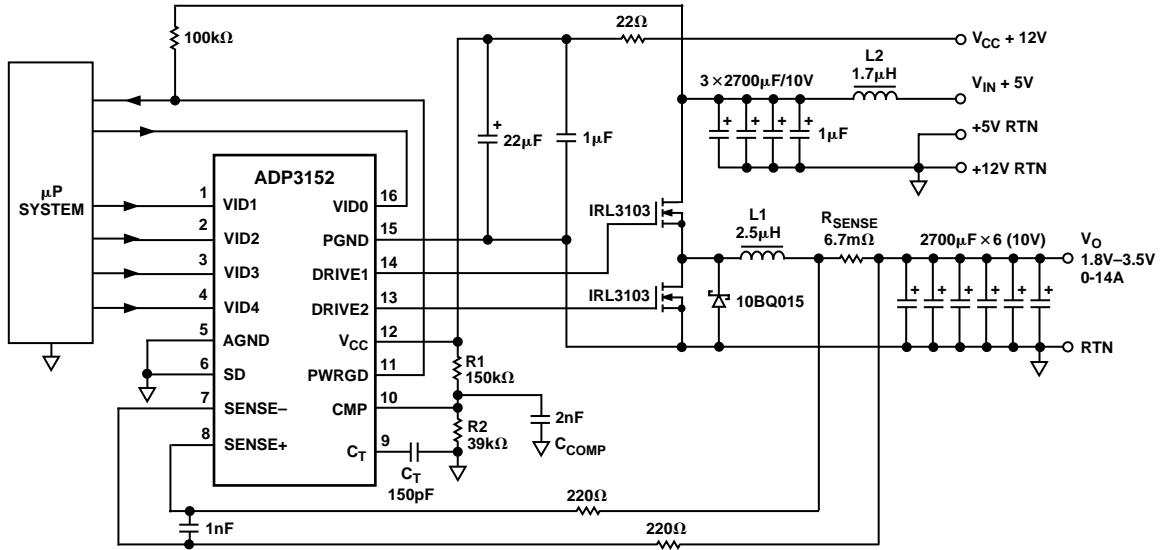 22Ω
100kΩ
VCC + 12V
L2
1.7μH
3 × 2700μF/10V
VIN + 5V
+
22μF
1μF
+ + + +
1μF
+5V RTN
+12V RTN
μP
SYSTEM
ADP3152
1 VID1
VID0 16
2 VID2
PGND 15
3 VID3
DRIVE1 14
4 VID4
DRIVE2 13
5 AGND
VCC 12
6 SD
PWRGD 11
7 SENSE–
CMP 10
8 SENSE+
CT 9
IRL3103
L1
2.5μH
RSENSE
6.7mΩ
2700μF × 6 (10V)
VO
1.8V–3.5V
0-14A
IRL3103
10BQ015
+ + + + + +
RTN
R1
150kΩ
R2
39kΩ
2nF
CCOMP
CT
150pF
220Ω
1nF
220Ω